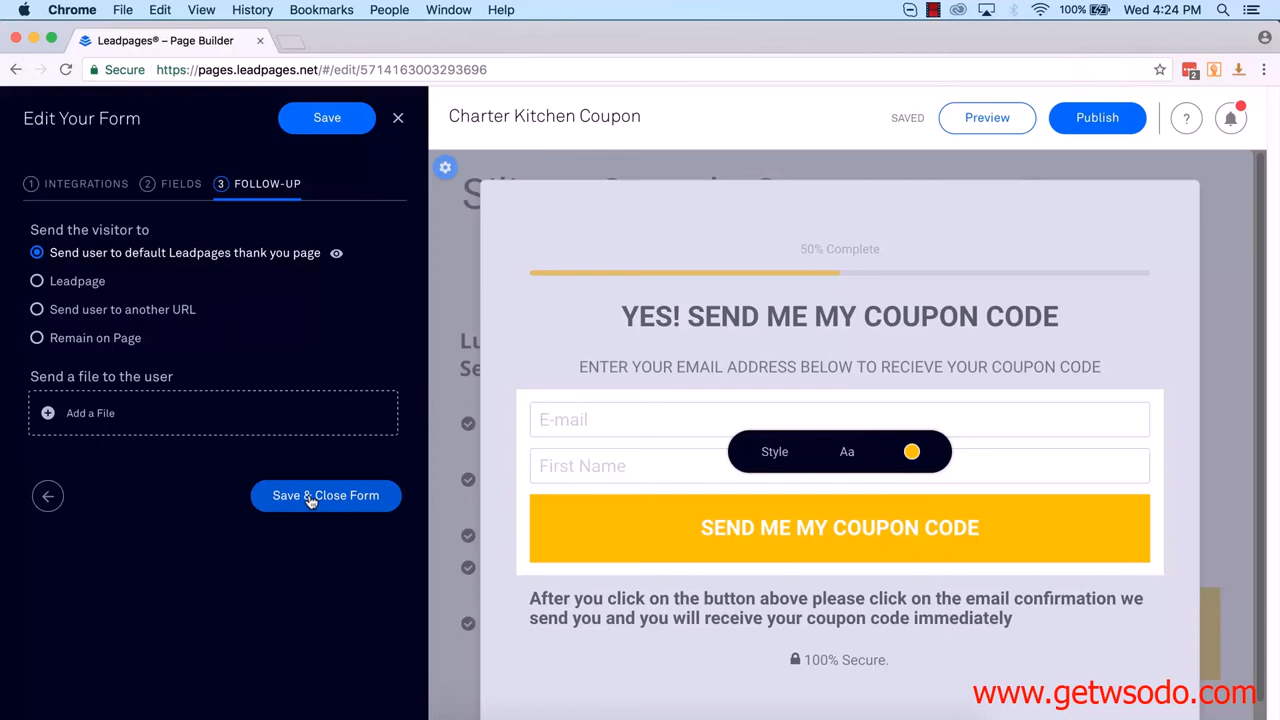 Chrome File Edit View History Bookmarks People Window Help 100% Wed 4:24 PM
Leadpages® – Page Builder
Secure https://pages.leadpages.net/#/edit/5714163003293696
2
Edit Your Form Save
Charter Kitchen Coupon SAVED Preview Publish ?
1 INTEGRATIONS 2 FIELDS 3 FOLLOW-UP
Send the visitor to
Send user to default Leadpages thank you page
Leadpage
Send user to another URL
Remain on Page
Send a file to the user
Add a File
Save & Close Form
50% Complete
YES! SEND ME MY COUPON CODE
ENTER YOUR EMAIL ADDRESS BELOW TO RECIEVE YOUR COUPON CODE
E-mail
Style Aa
First Name
SEND ME MY COUPON CODE
After you click on the button above please click on the email confirmation we
send you and you will receive your coupon code immediately
100% Secure.
www.getwsodo.com